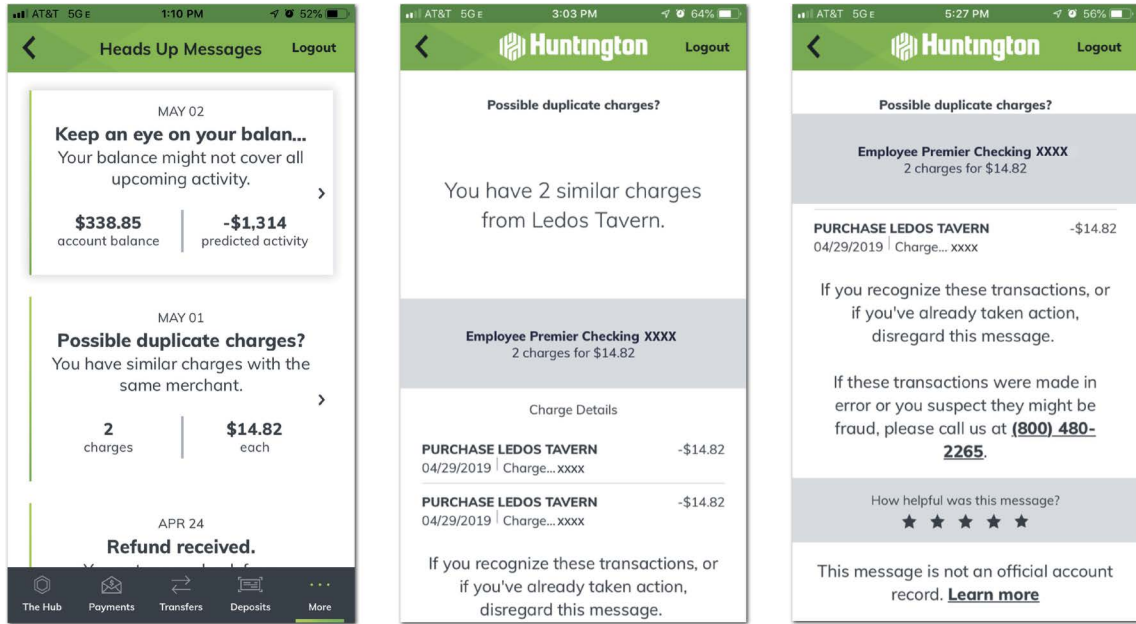 AT&T 5GE 1:10 PM 52%
Heads Up Messages Logout
MAY 02
Keep an eye on your balan...
Your balance might not cover all
upcoming activity.
$338.85 -$1,314
account balance predicted activity
MAY 01
Possible duplicate charges?
You have similar charges with the
same merchant.
2 $14.82
charges each
APR 24
Refund received.
The Hub Payments Transfers Deposits More
AT&T 5GE 3:03 PM 64%
Huntington Logout
Possible duplicate charges?
You have 2 similar charges
from Ledos Tavern.
Employee Premier Checking XXXX
2 charges for $14.82
Charge Details
PURCHASE LEDOS TAVERN -$14.82
04/29/2019 Charge... xxxx
PURCHASE LEDOS TAVERN -$14.82
04/29/2019 Charge... xxxx
If you recognize these transactions, or
if you've already taken action,
disregard this message.
AT&T 5GE 5:27 PM 56%
Huntington Logout
Possible duplicate charges?
Employee Premier Checking XXXX
2 charges for $14.82
PURCHASE LEDOS TAVERN -$14.82
04/29/2019 Charge... xxxx
If you recognize these transactions, or
if you've already taken action,
disregard this message.
If these transactions were made in
error or you suspect they might be
fraud, please call us at (800) 480-
2265.
How helpful was this message?
This message is not an official account
record. Learn more